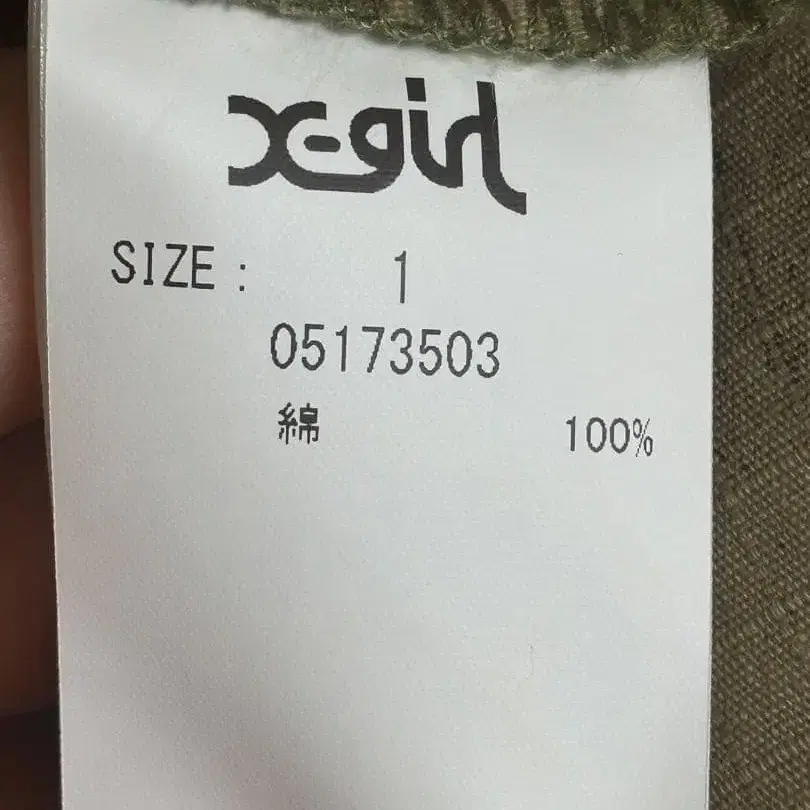 X-girl
SIZE : 1
05173503
綿 100%